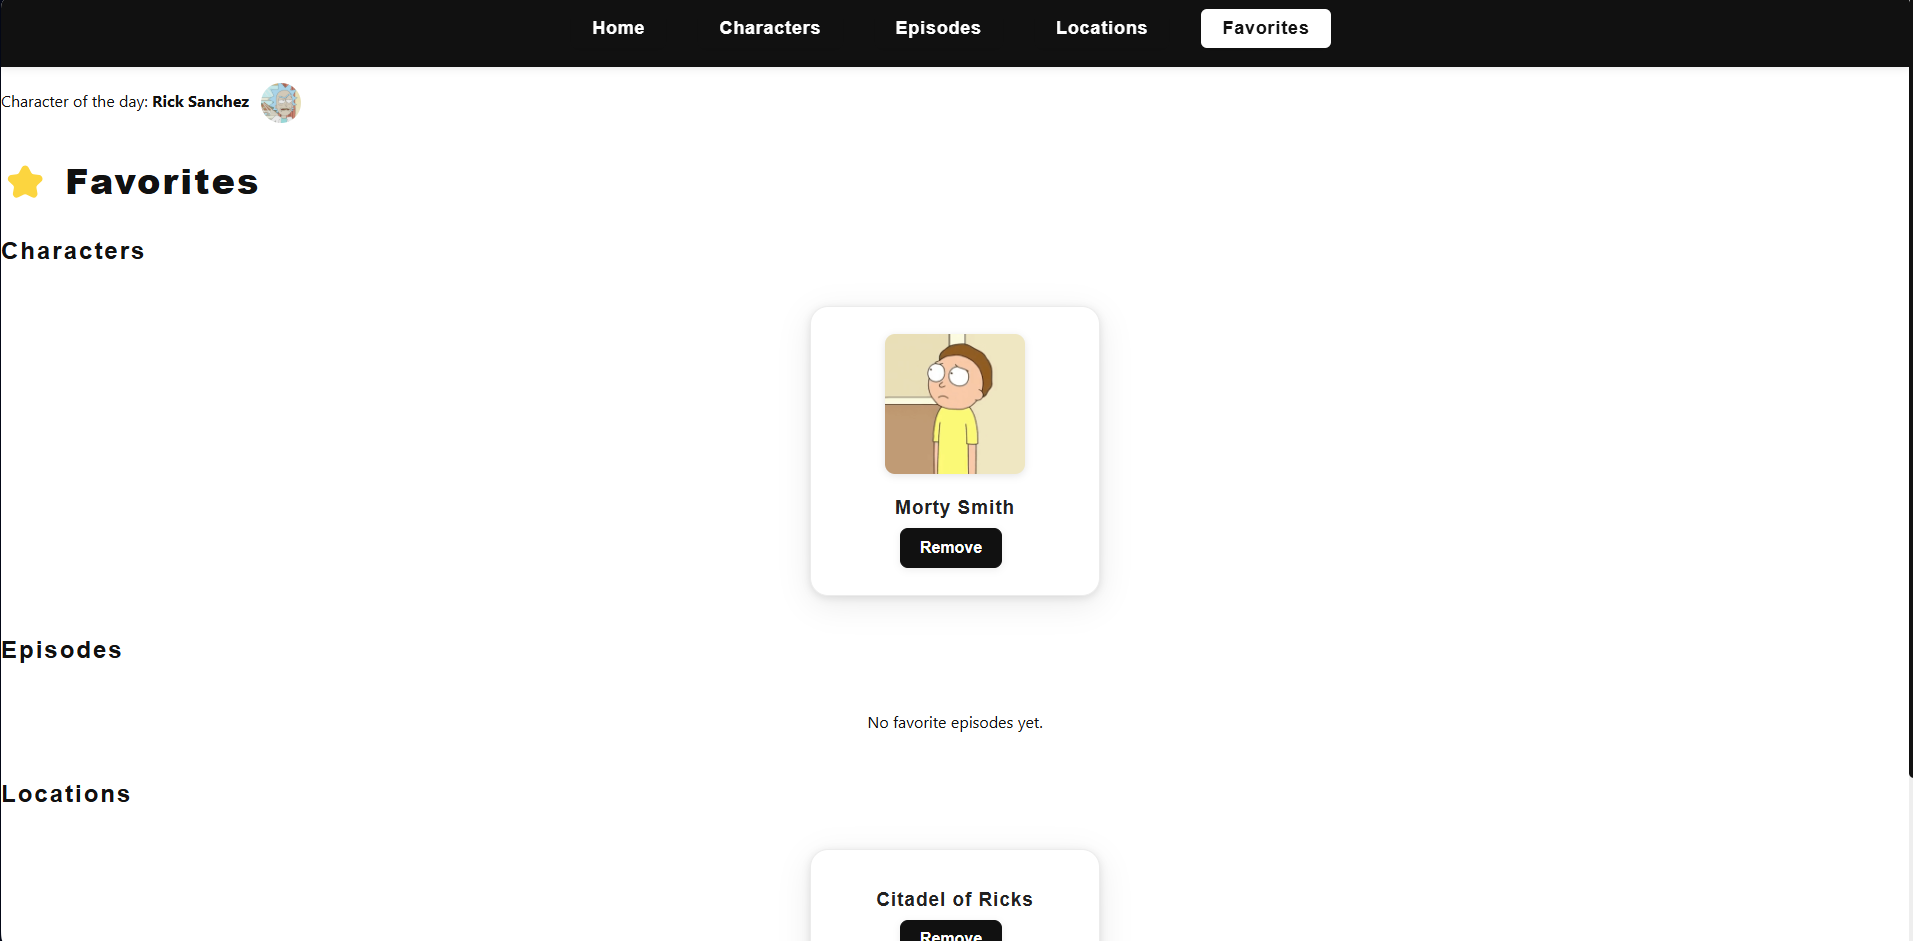 Home Characters Episodes Locations Favorites
Character of the day: Rick Sanchez
Favorites
Characters
Morty Smith
Remove
Episodes
No favorite episodes yet.
Locations
Citadel of Ricks
Remove